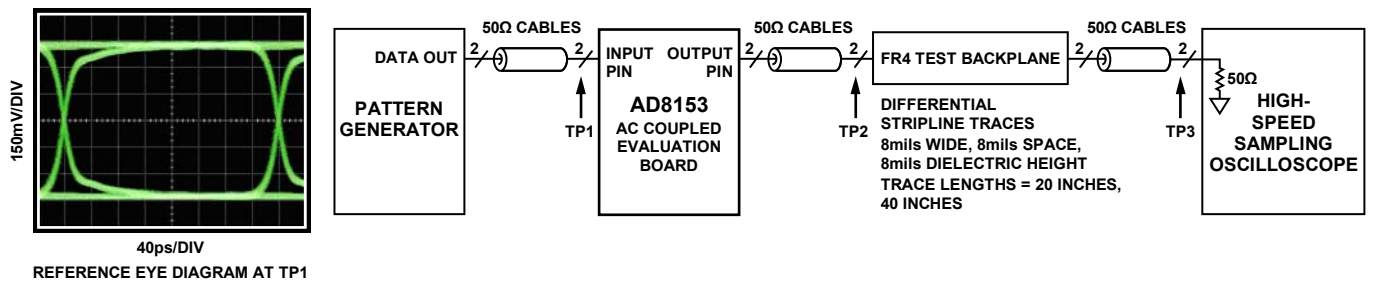 150mV/DIV
40ps/DIV
REFERENCE EYE DIAGRAM AT TP1
DATA OUT
PATTERN
GENERATOR
50Ω CABLES
2
2
TP1
INPUT
PIN
OUTPUT
PIN
AD8153
AC COUPLED
EVALUATION
BOARD
50Ω CABLES
2
2
TP2
FR4 TEST BACKPLANE
DIFFERENTIAL
STRIPLINE TRACES
8mils WIDE, 8mils SPACE,
8mils DIELECTRIC HEIGHT
TRACE LENGTHS = 20 INCHES,
40 INCHES
50Ω CABLES
2
2
TP3
50Ω
HIGH-
SPEED
SAMPLING
OSCILLOSCOPE